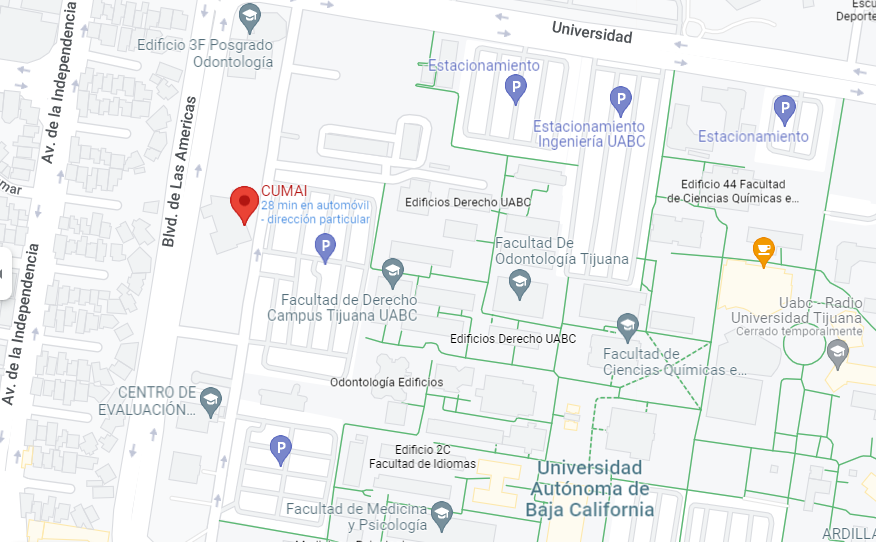 Edificio 3F Posgrado
Odontología
Universidad
Escu
Deporte
Av. de la Independencia
Estacionamiento
P
P
P
Estacionamiento
Ingeniería UABC
Estacionamiento
Blvd. de Las Americas
mar
CUMAI
28 min en automóvil
- dirección particular
Edificios Derecho UABC
Edificio 44 Facultad
de Ciencias Químicas e...
P
Facultad De
Odontología Tijuana
Av. de la Independencia
Facultad de Derecho
Campus Tijuana UABC
Uabc - Radio
Universidad Tijuana
Cerrado temporalmente
Edificios Derecho UABC
Facultad de
Ciencias Químicas e...
Odontología Edificios
CENTRO DE
EVALUACIÓN...
P
Edificio 2C
Facultad de Idiomas
Universidad
Autónoma de
Baja California
Facultad de Medicina
y Psicología
ARDILLA